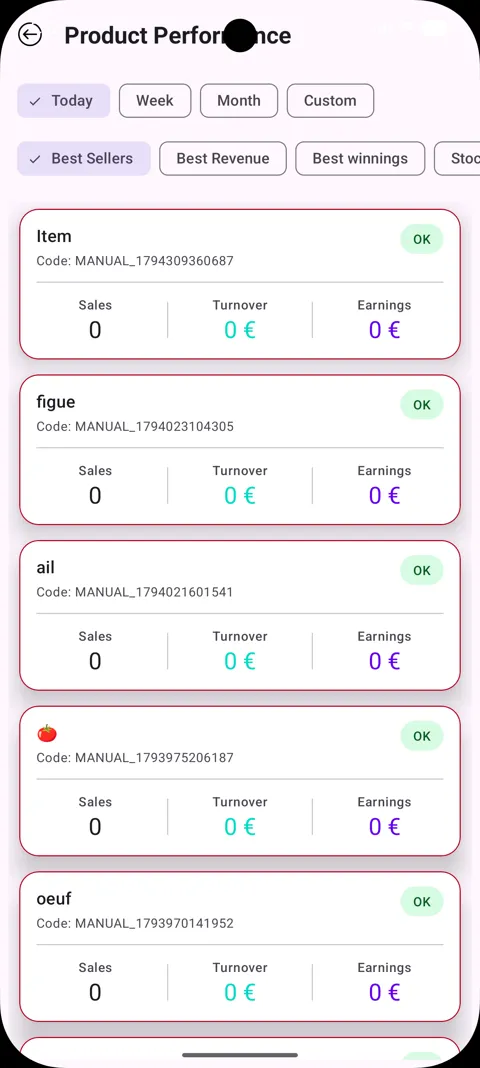 Product Perfor nce
Today Week Month Custom
Best Sellers Best Revenue Best winnings Stoc
Item
OK
Code: MANUAL_1794309360687
Sales Turnover Earnings
0 0 € 0 €
figue
OK
Code: MANUAL_1794023104305
Sales Turnover Earnings
0 0 € 0 €
ail
OK
Code: MANUAL_1794021601541
Sales Turnover Earnings
0 0 € 0 €
🍅
OK
Code: MANUAL_1793975206187
Sales Turnover Earnings
0 0 € 0 €
oeuf
OK
Code: MANUAL_1793970141952
Sales Turnover Earnings
0 0 € 0 €